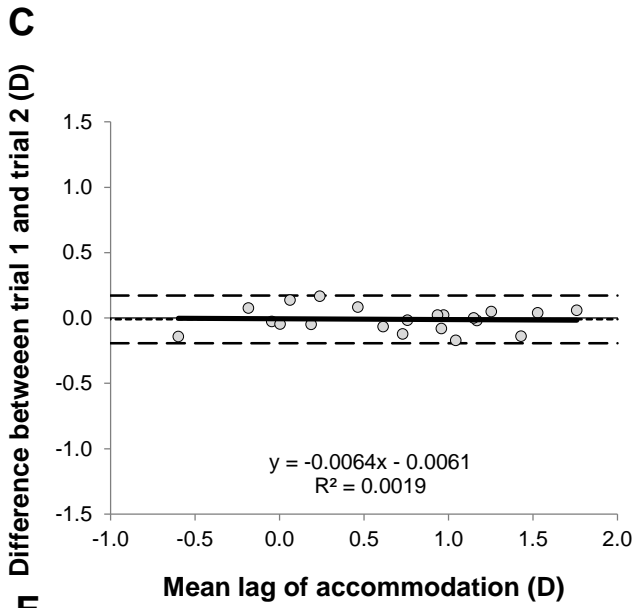 C
Difference betweeen trial 1 and trial 2 (D)
1.5
1.0
0.5
0.0
-0.5
-1.0
-1.5
y = -0.0064x - 0.0061
R² = 0.0019
-1.0 -0.5 0.0 0.5 1.0 1.5 2.0
Mean lag of accommodation (D)